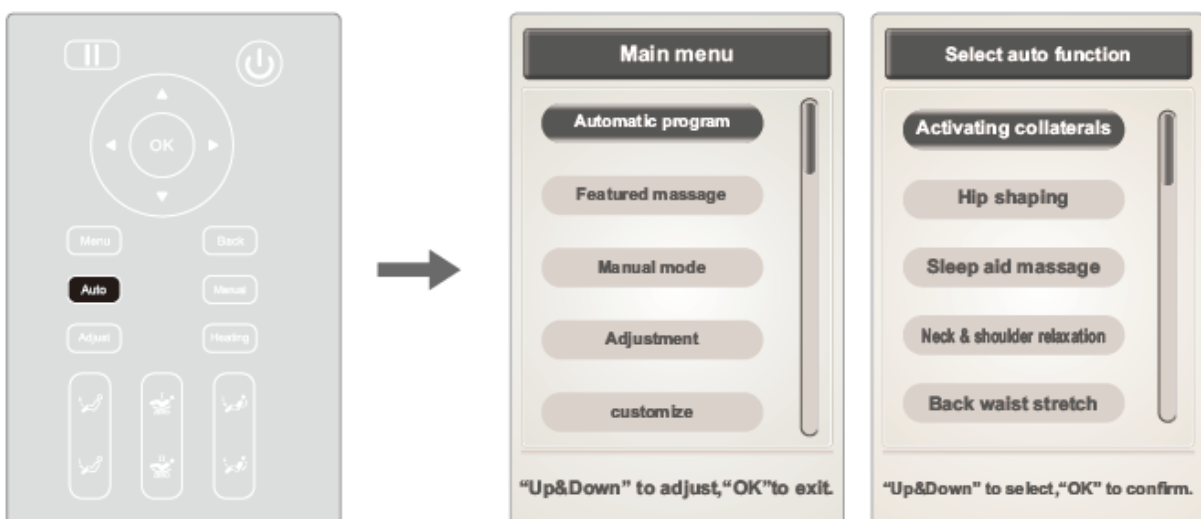 OK
Menu
Back
Auto
Manual
Adjust
Heating
Main menu
Automatic program
Featured massage
Manual mode
Adjustment
customize
“Up&Down” to adjust,“OK”to exit.
Select auto function
Activating collaterals
Hip shaping
Sleep aid massage
Neck & shoulder relaxation
Back waist stretch
“Up&Down” to select,“OK” to confirm.